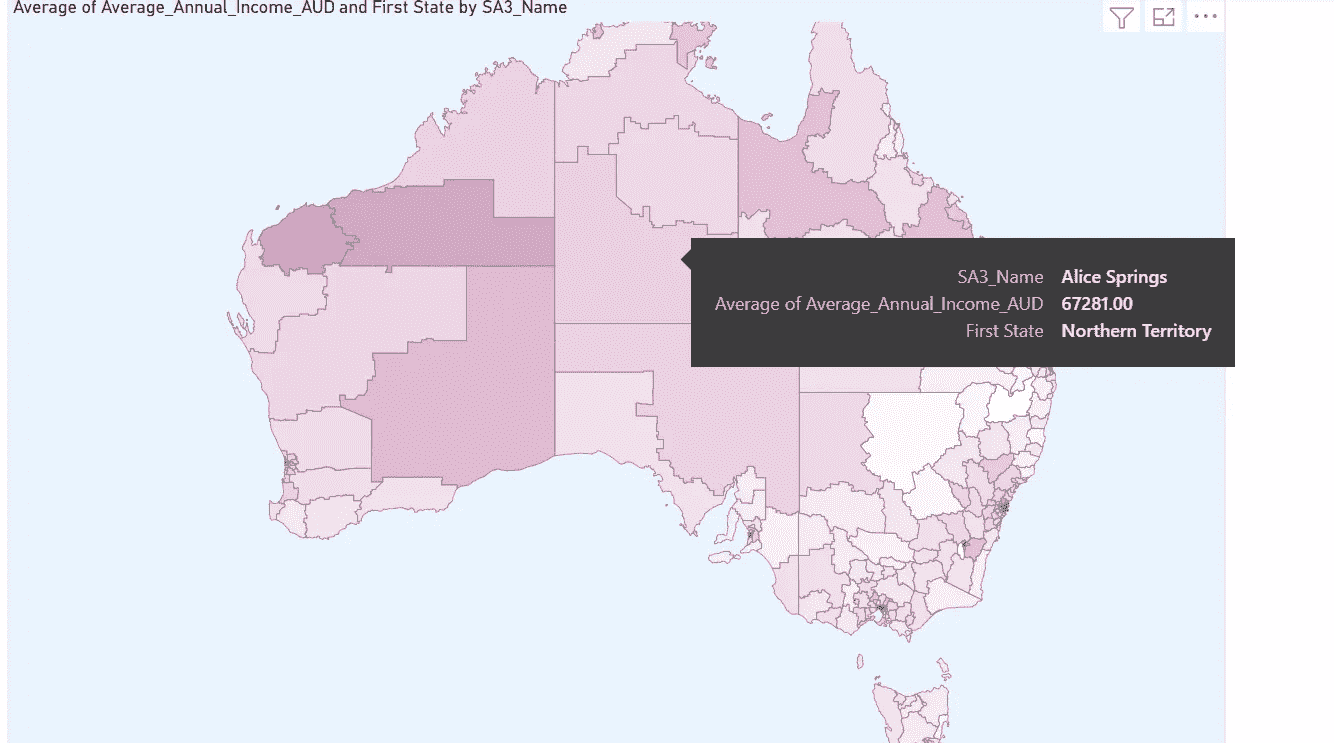 Average of Average_Annual_Income_AUD and First State by SA3_Name
SA3_Name Alice Springs
Average of Average_Annual_Income_AUD 67281.00
First State Northern Territory